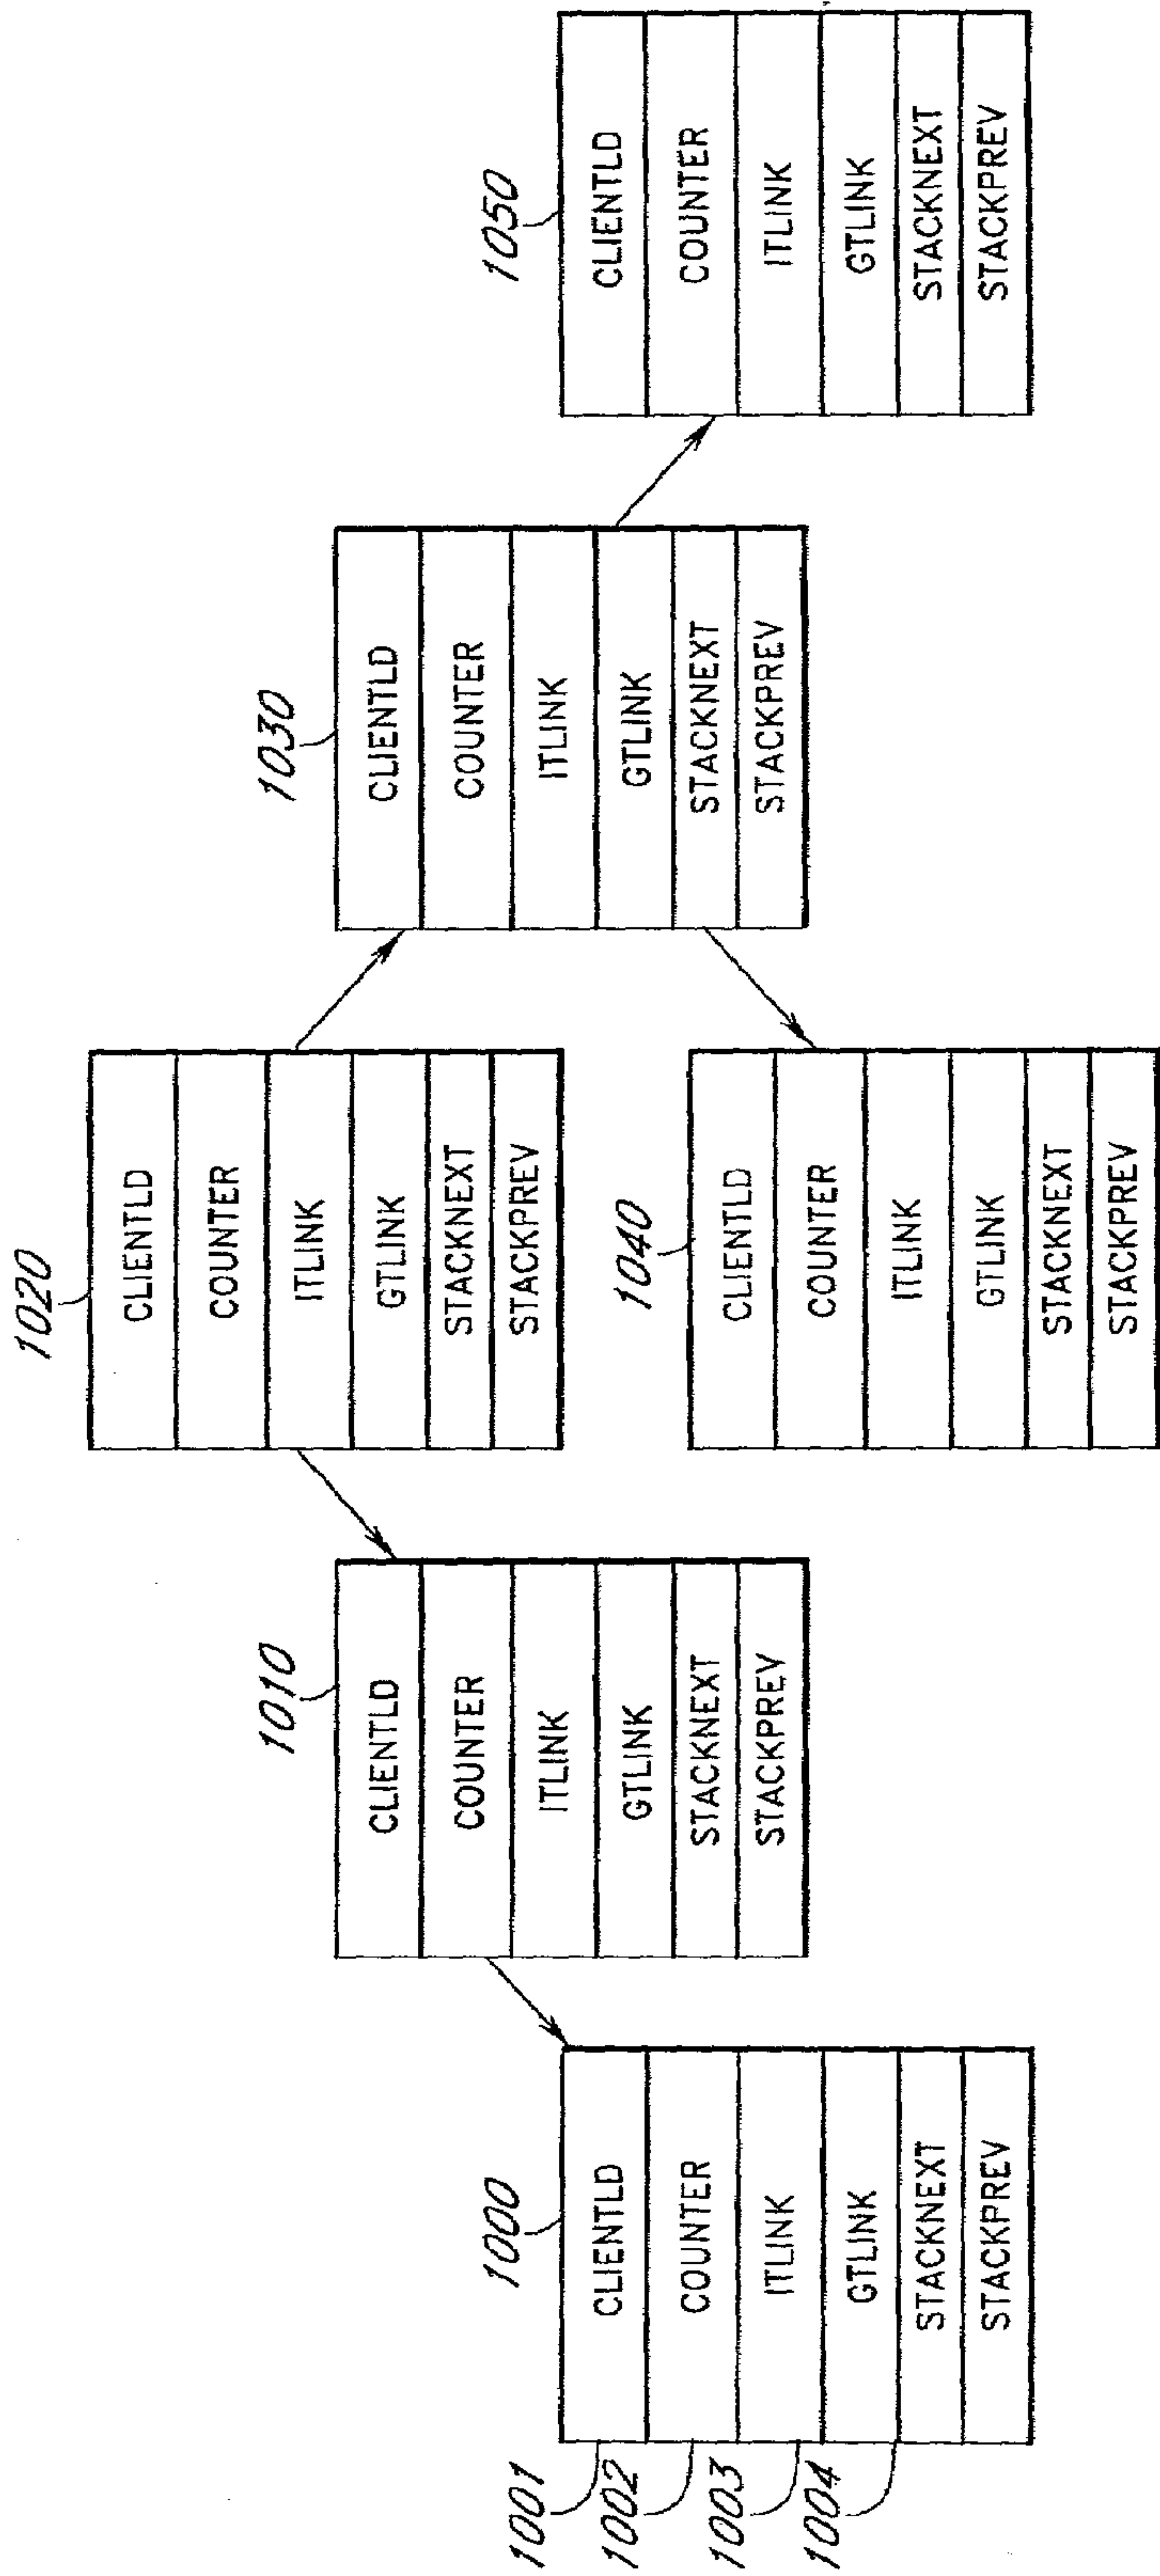 1020
CLIENTLD
COUNTER
ITLINK
GTLINK
STACKNEXT
STACKPREV
1010
CLIENTLD
COUNTER
ITLINK
GTLINK
STACKNEXT
STACKPREV
1030
CLIENTLD
COUNTER
ITLINK
GTLINK
STACKNEXT
STACKPREV
1000
1001
1002
1003
1004
CLIENTLD
COUNTER
ITLINK
GTLINK
STACKNEXT
STACKPREV
1040
CLIENTLD
COUNTER
ITLINK
GTLINK
STACKNEXT
STACKPREV
1050
CLIENTLD
COUNTER
ITLINK
GTLINK
STACKNEXT
STACKPREV